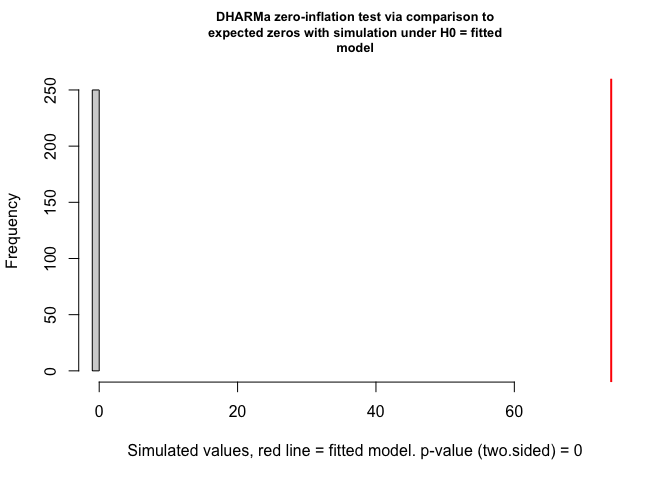 DHARMa zero-inflation test via comparison to
expected zeros with simulation under H0 = fitted
model
Frequency
250
200
150
100
50
0
0 20 40 60
Simulated values, red line = fitted model. p-value (two.sided) = 0